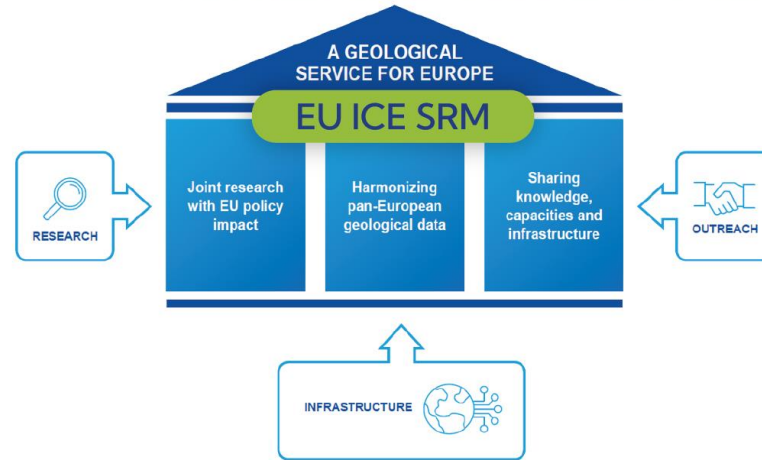 A GEOLOGICAL
SERVICE FOR EUROPE
EU ICE SRM
Joint research
with EU policy
impact
Harmonizing
pan-European
geological data
Sharing
knowledge,
capacities and
infrastructure
RESEARCH
OUTREACH
INFRASTRUCTURE